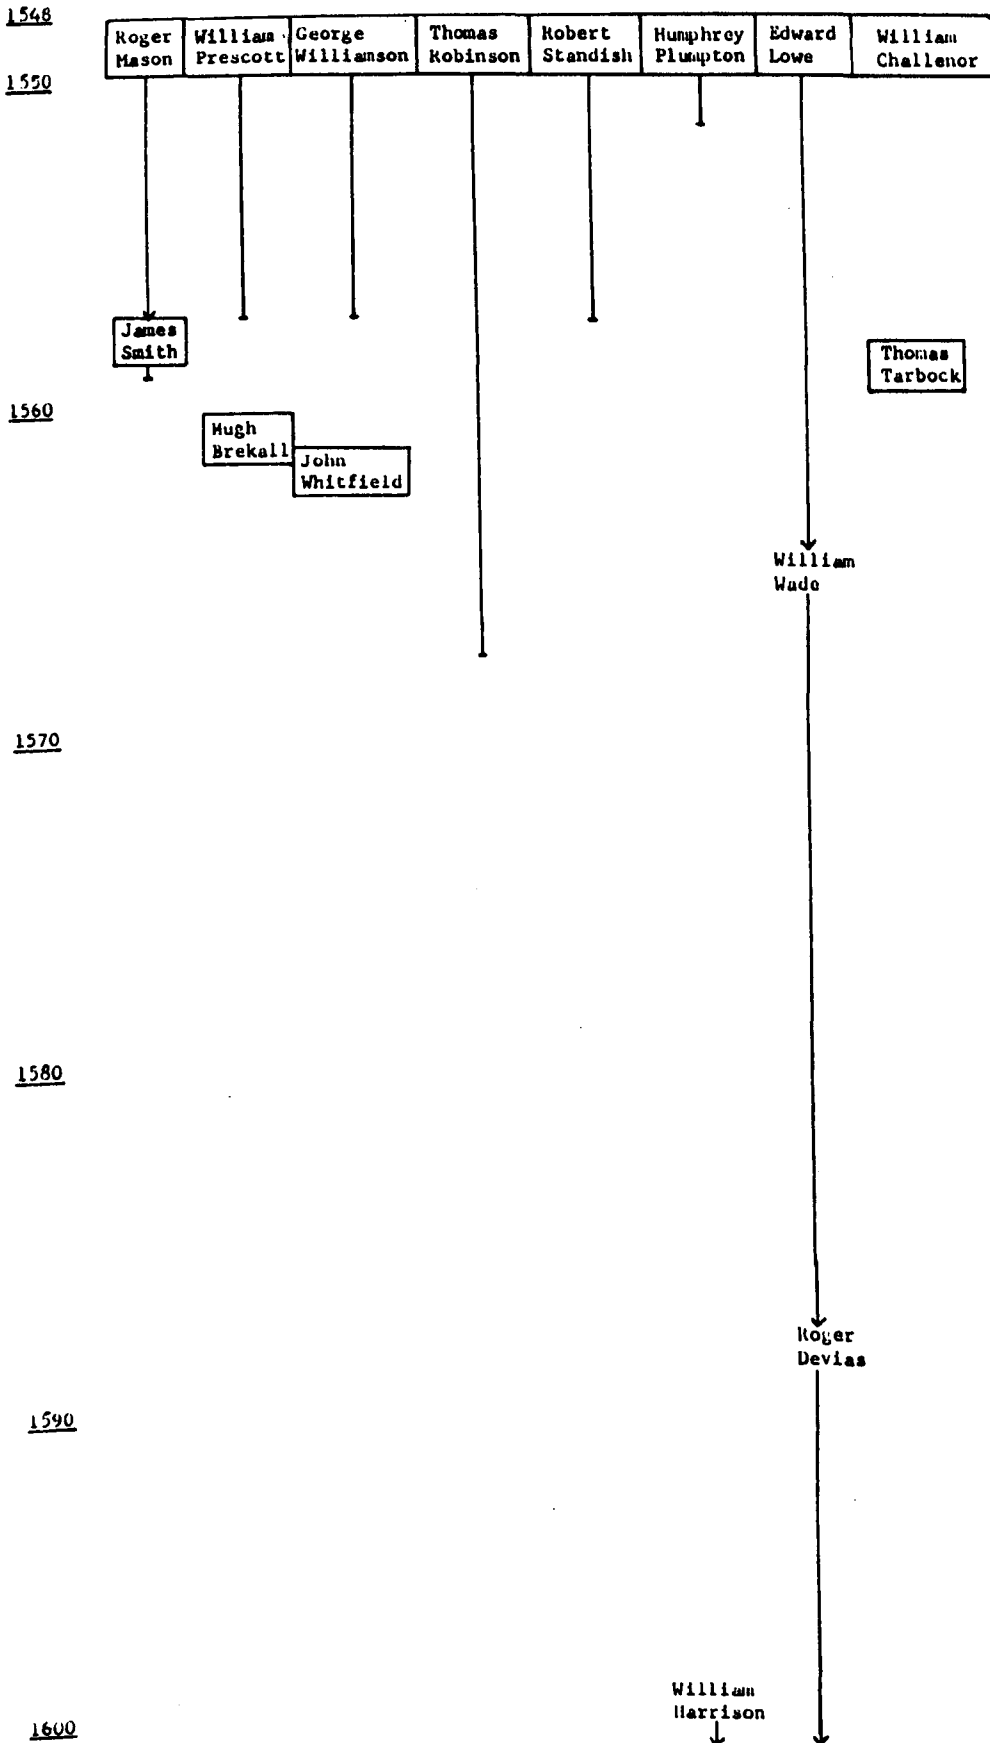 1548
Roger
Mason
William
Prescott
George
Williamson
Thomas
Robinson
Robert
Standish
Humphrey
Plumpton
Edward
Lowe
William
Challenor
1550
James
Smith
Thomas
Tarbock
1560
Hugh
Brekall
John
Whitfield
William
Wade
1570
1580
Roger
Devias
1590
William
Harrison
1600